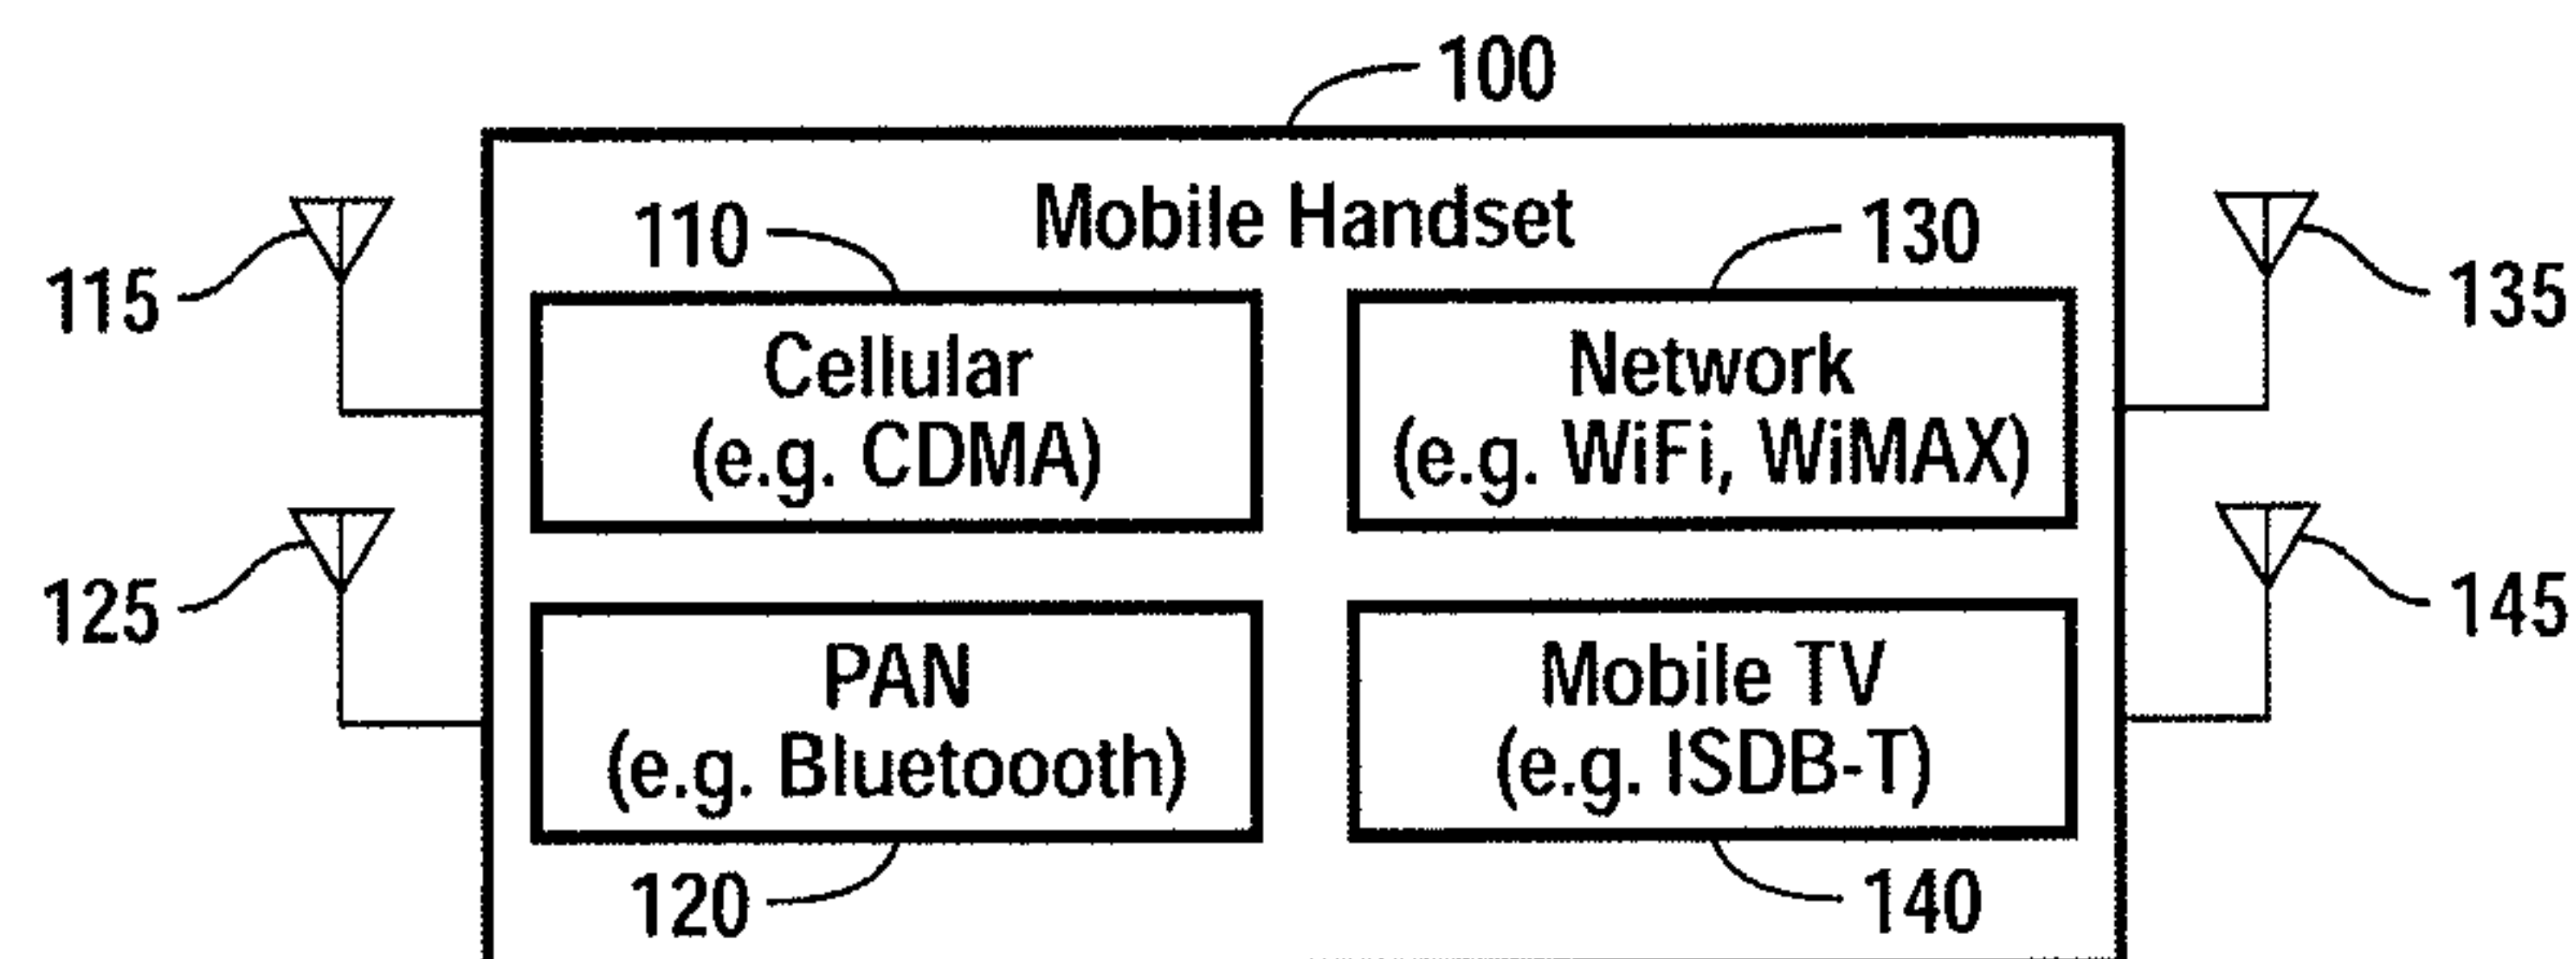 100
Mobile Handset
110
130
115
135
Cellular
(e.g. CDMA)
Network
(e.g. WiFi, WiMAX)
125
145
PAN
(e.g. Bluetoooth)
Mobile TV
(e.g. ISDB-T)
120
140